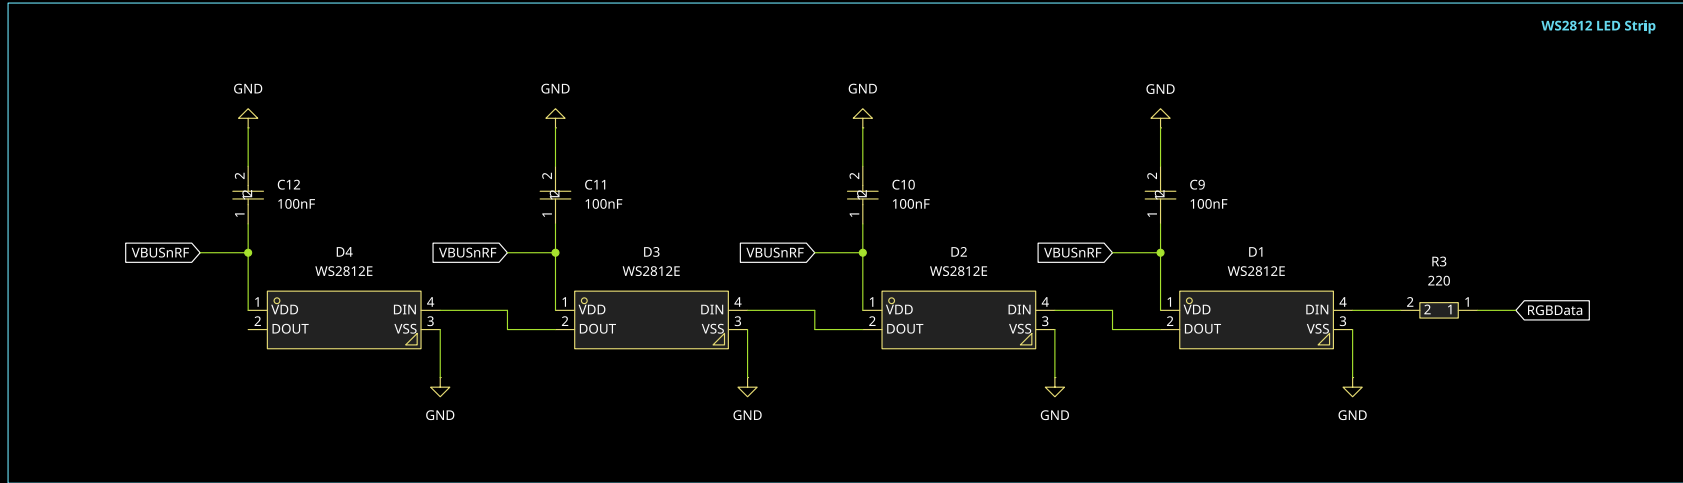 WS2812 LED Strip
GND GND GND GND
2 2 2 2
C12 C11 C10 C9
100nF 100nF 100nF 100nF
1 1 1 1
VBUSnRF D4 VBUSnRF D3 VBUSnRF D2 VBUSnRF D1
WS2812E WS2812E WS2812E WS2812E
R3
220
1 VDD DIN 4 1 VDD DIN 4 1 VDD DIN 4 1 VDD DIN 4 2 2 1 1 RGBData
2 DOUT VSS 3 2 DOUT VSS 3 2 DOUT VSS 3 2 DOUT VSS 3
GND GND GND GND